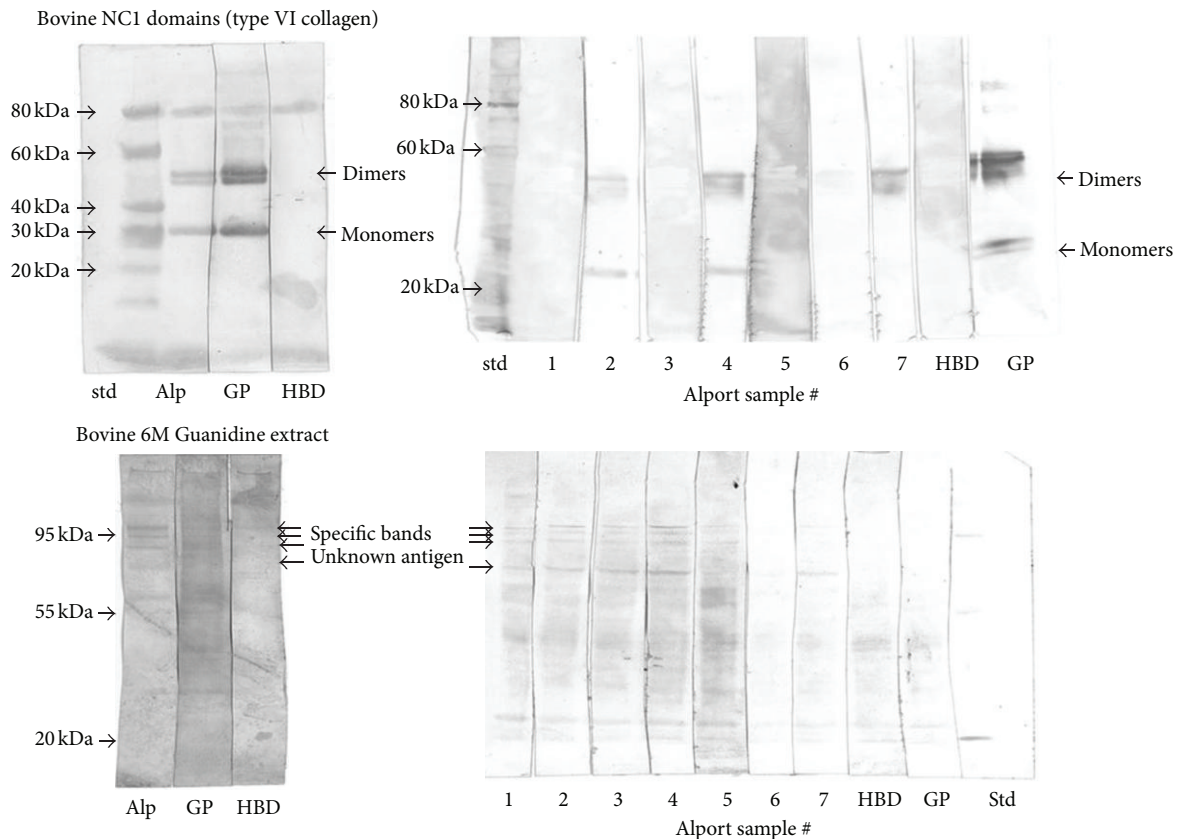 Bovine NC1 domains (type VI collagen)
80 kDa →
60 kDa →
40 kDa →
30 kDa →
20 kDa →
← Dimers
← Monomers
std Alp GP HBD
80 kDa →
60 kDa →
20 kDa →
← Dimers
← Monomers
std 1 2 3 4 5 6 7 HBD GP
Alport sample #
Bovine 6M Guanidine extract
95 kDa →
55 kDa →
20 kDa →
Specific bands
Unknown antigen
Alp GP HBD
1 2 3 4 5 6 7 HBD GP Std
Alport sample #